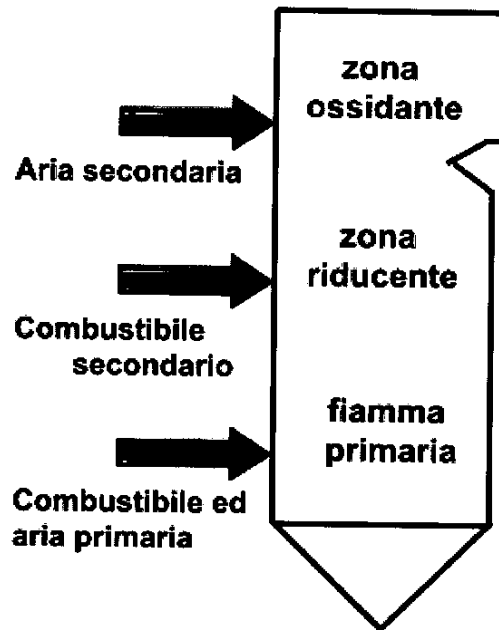 zona
ossidante
Aria secondaria
zona
riducente
Combustibile
secondario
fiamma
primaria
Combustibile ed
aria primaria